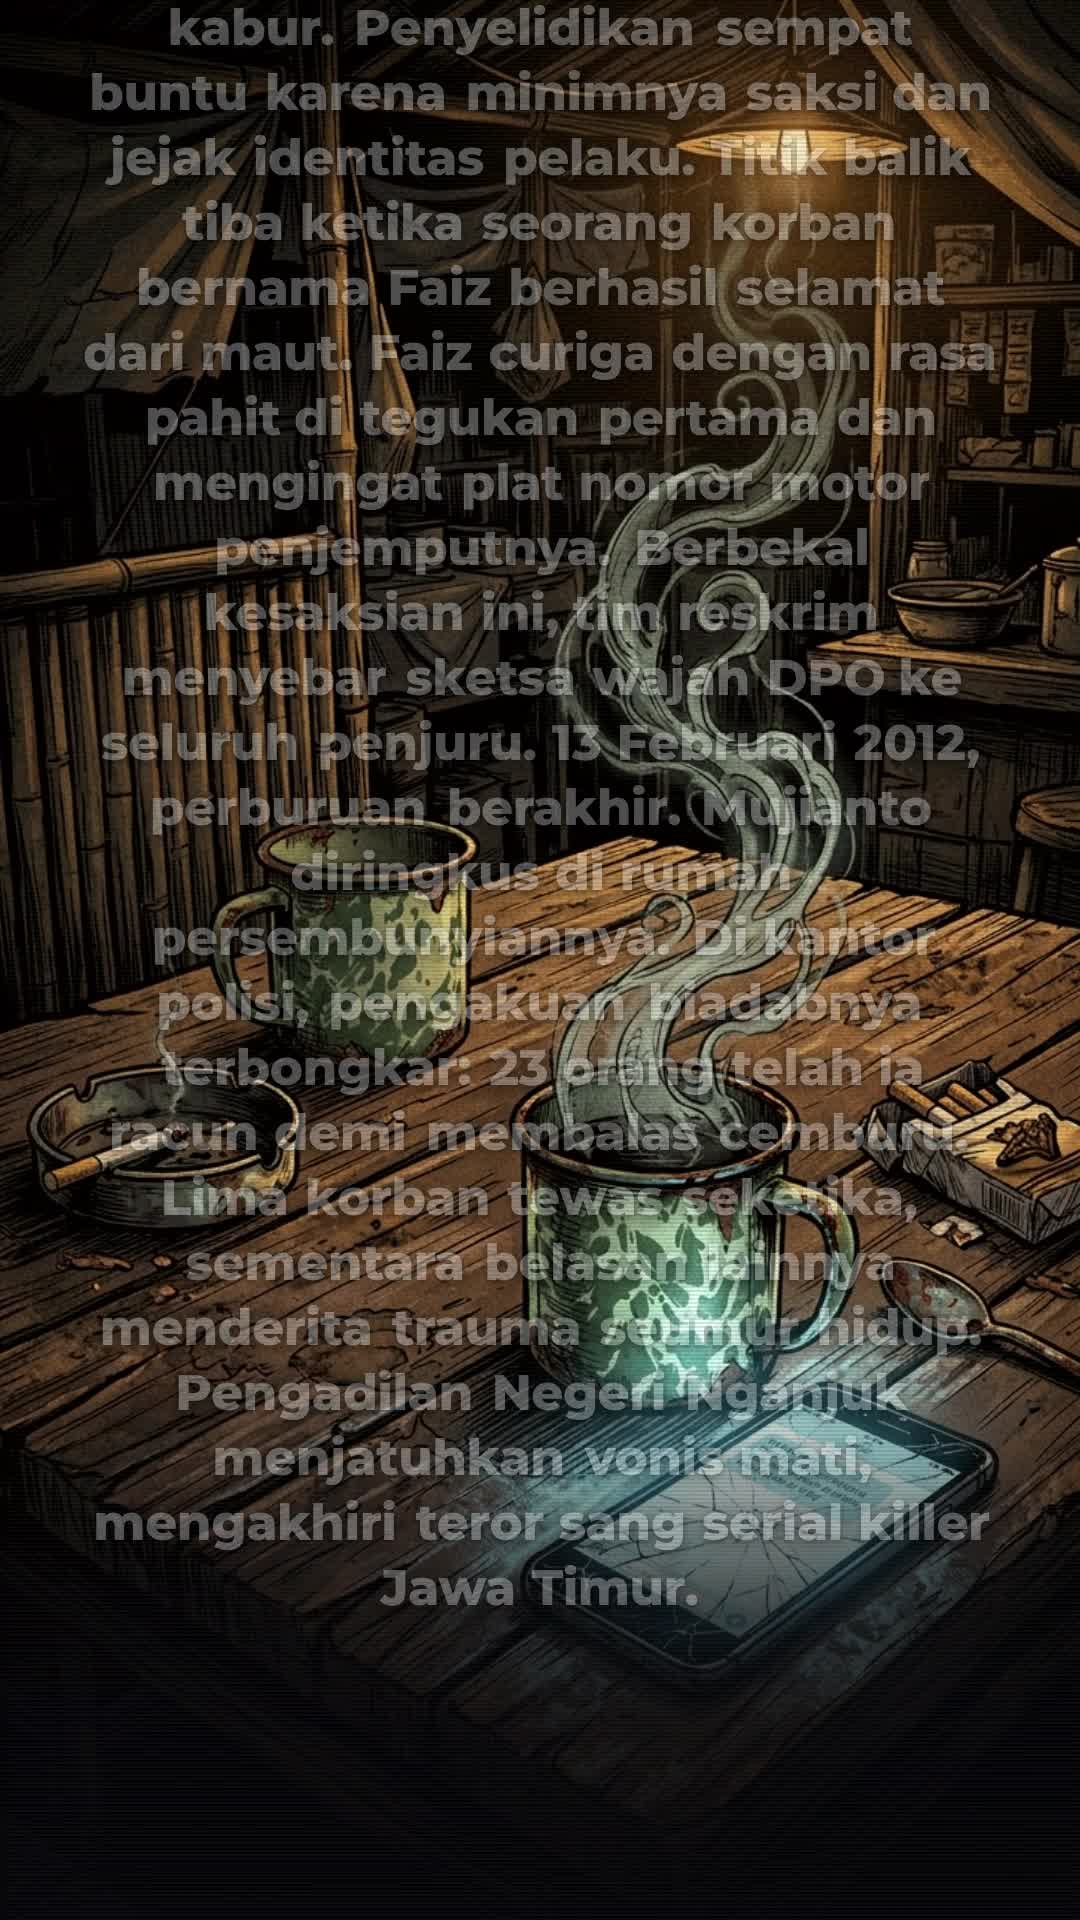 kabur. Penyelidikan sempat
buntu karena minimnya saksi dan
jejak identitas pelaku. Titik balik
tiba ketika seorang korban
bernama Faiz berhasil selamat
dari maut. Faiz curiga dengan rasa
pahit di tegukan pertama dan
mengingat plat nomor motor
penjemputnya. Berbekal
kesaksian ini, tim reskrim
menyebar sketsa wajah DPO ke
seluruh penjuru. 13 Februari 2012,
perburuan berakhir. Mujianto
diringkus di rumah
persembunyiannya. Di kantor
polisi, pengakuan biadabnya
terbongkar: 23 orang telah ia
racun demi membalas cemburu.
Lima korban tewas seketika,
sementara belasan lainnya
menderita trauma seumur hidup.
Pengadilan Negeri Nganjuk
menjatuhkan vonis mati,
mengakhiri teror sang serial killer
Jawa Timur.